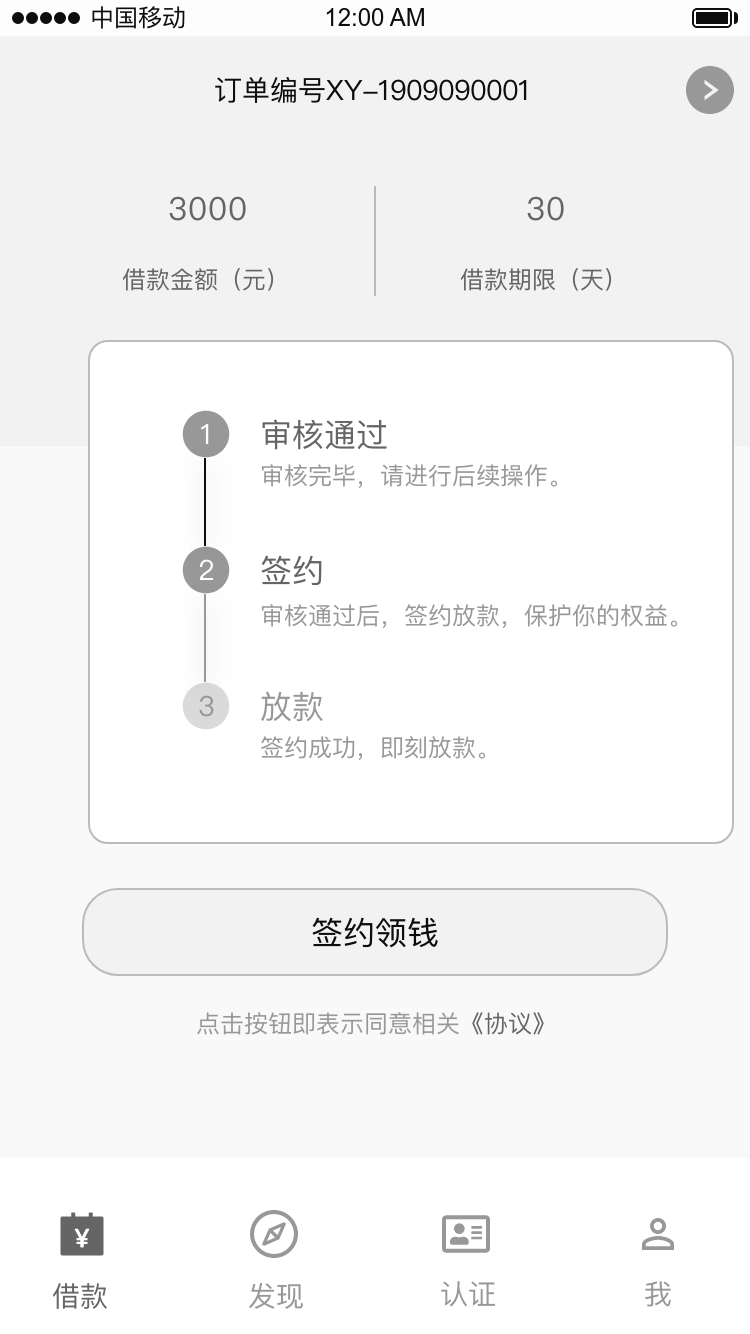 中国移动 12:00 AM
订单编号XY-1909090001
3000 30
借款金额（元） 借款期限（天）
1 审核通过
审核完毕，请进行后续操作。
2 签约
审核通过后，签约放款，保护你的权益。
3 放款
签约成功，即刻放款。
签约领钱
点击按钮即表示同意相关《协议》
¥
借款 发现 认证 我